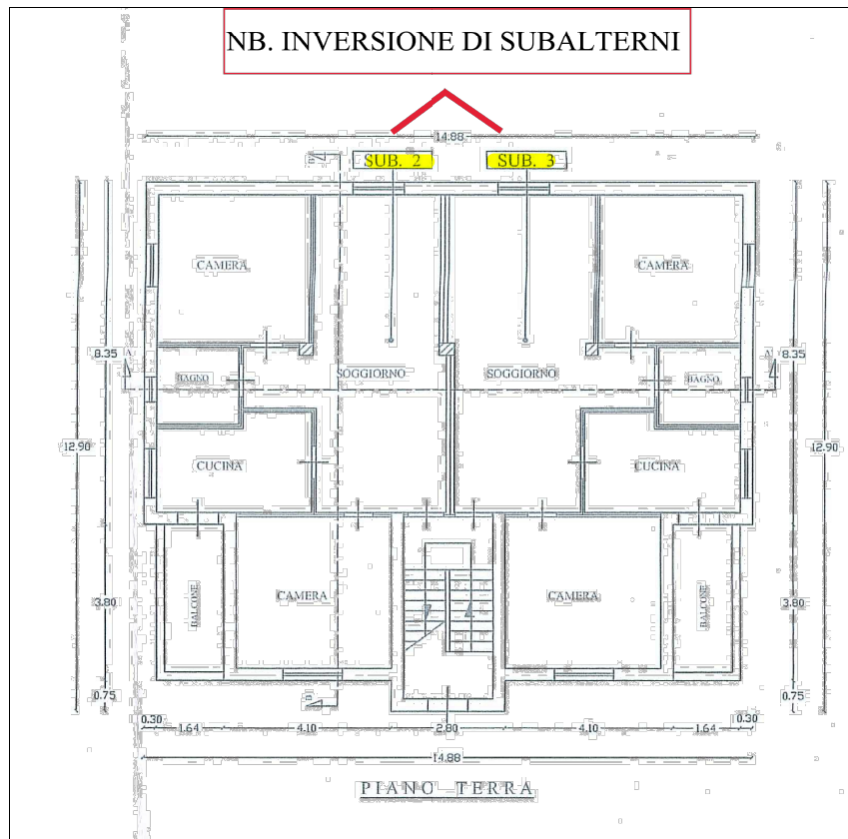 NB. INVERSIONE DI SUBALTERNI
14.88
SUB. 2 SUB. 3
B'
CAMERA CAMERA
8.35 A A' 8.35
BAGNO SOGGIORNO SOGGIORNO BAGNO
12.90 12.90
CUCINA CUCINA
CAMERA CAMERA
BALCONE BALCONE
3.80 3.80
0.75 0.75
B
0.30 1.64 4.10 2.80 4.10 1.64 0.30
14.88
PIANO TERRA